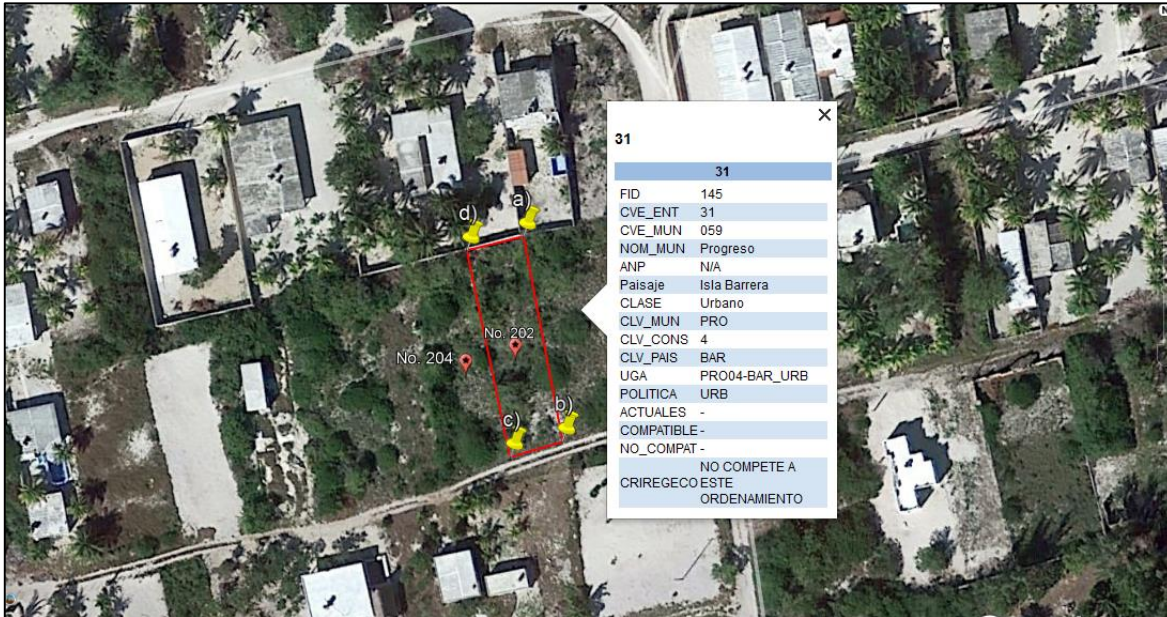 31
31
FID 145
CVE_ENT 31
CVE_MUN 059
NOM_MUN Progreso
ANP N/A
Paisaje Isla Barrera
CLASE Urbano
CLV_MUN PRO
CLV_CONS 4
CLV_PAIS BAR
UGA PRO04-BAR_URB
POLITICA URB
ACTUALES -
COMPATIBLE -
NO_COMPAT -
CRIREGECO NO COMPETE A
ESTE
ORDENAMIENTO
d) a)
No. 202
No. 204
c) b)